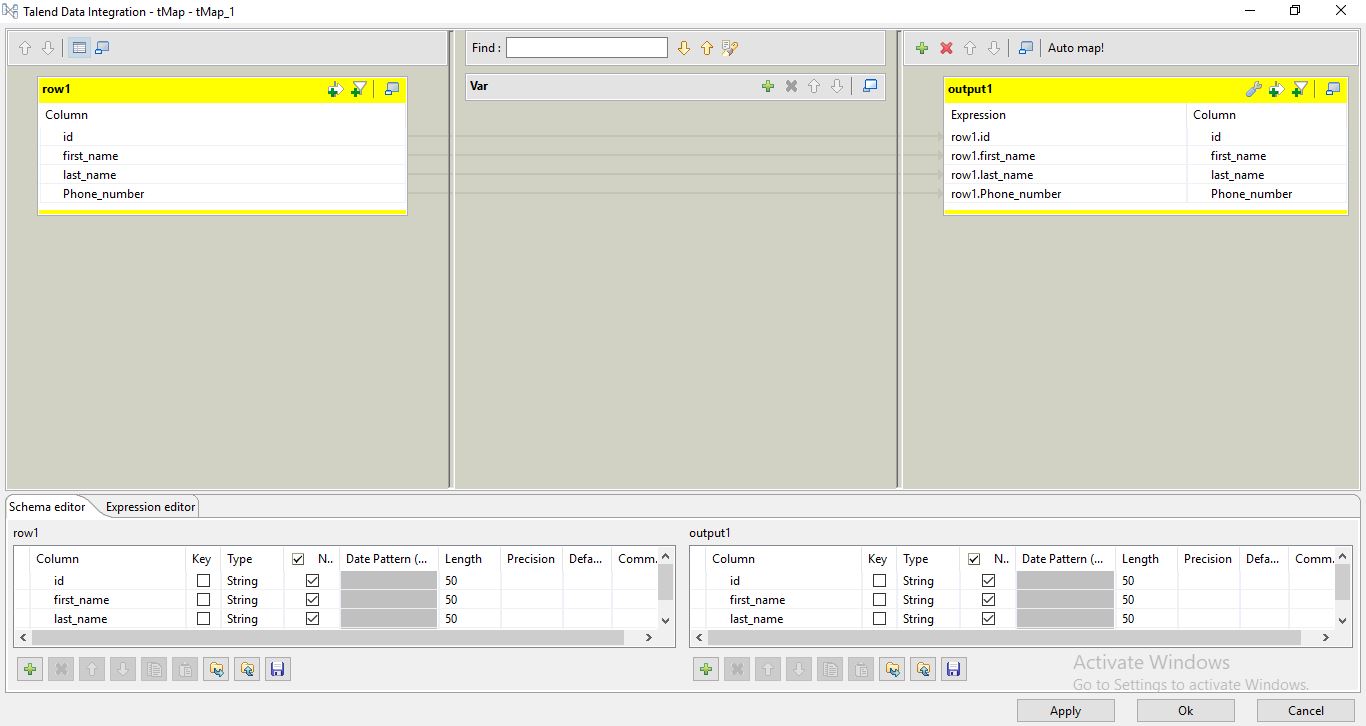 Talend Data Integration - tMap - tMap_1
Find :
Auto map!
row1
Column
id
first_name
last_name
Phone_number
Var
output1
Expression Column
row1.id id
row1.first_name first_name
row1.last_name last_name
row1.Phone_number Phone_number
Schema editor Expression editor
row1
Column Key Type N.. Date Pattern (... Length Precision Defa... Comm.
id String 50
first_name String 50
last_name String 50
output1
Column Key Type N.. Date Pattern (... Length Precision Defa... Comm.
id String 50
first_name String 50
last_name String 50
Activate Windows
Go to Settings to activate Windows.
Apply Ok Cancel